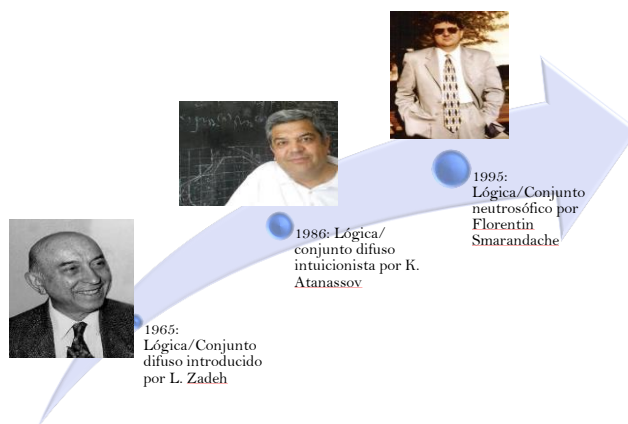 1965:
Lógica/Conjunto
difuso introducido
por L. Zadeh
1986: Lógica/
conjunto difuso
intuicionista por K.
Atanassov
1995:
Lógica/Conjunto
neutrosófico por
Florentin
Smarandache